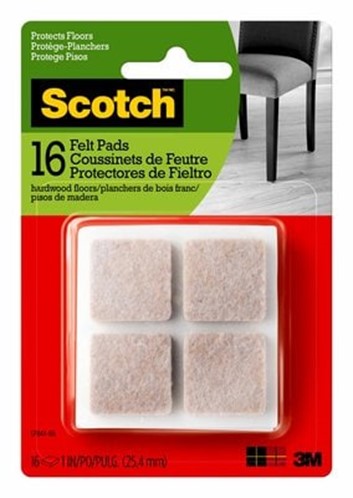 Protects Floors
Protège-Planchers
Protege Pisos
Scotch
16 Felt Pads
Coussinets de Feutre
Protectores de Fieltro
hardwood floors/planchers de bois franc/
pisos de madera
16 1 IN/PO/PULG. (25,4 mm)
3M